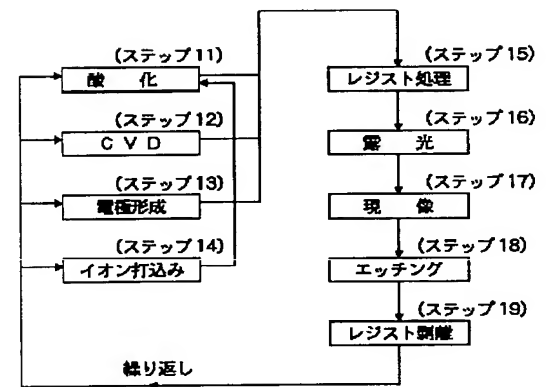 (ステップ11)
酸 化
(ステップ12)
C V D
(ステップ13)
電極形成
(ステップ14)
イオン打込み
(ステップ15)
レジスト処理
(ステップ16)
露 光
(ステップ17)
現 像
(ステップ18)
エッチング
(ステップ19)
レジスト剥離
繰り返し